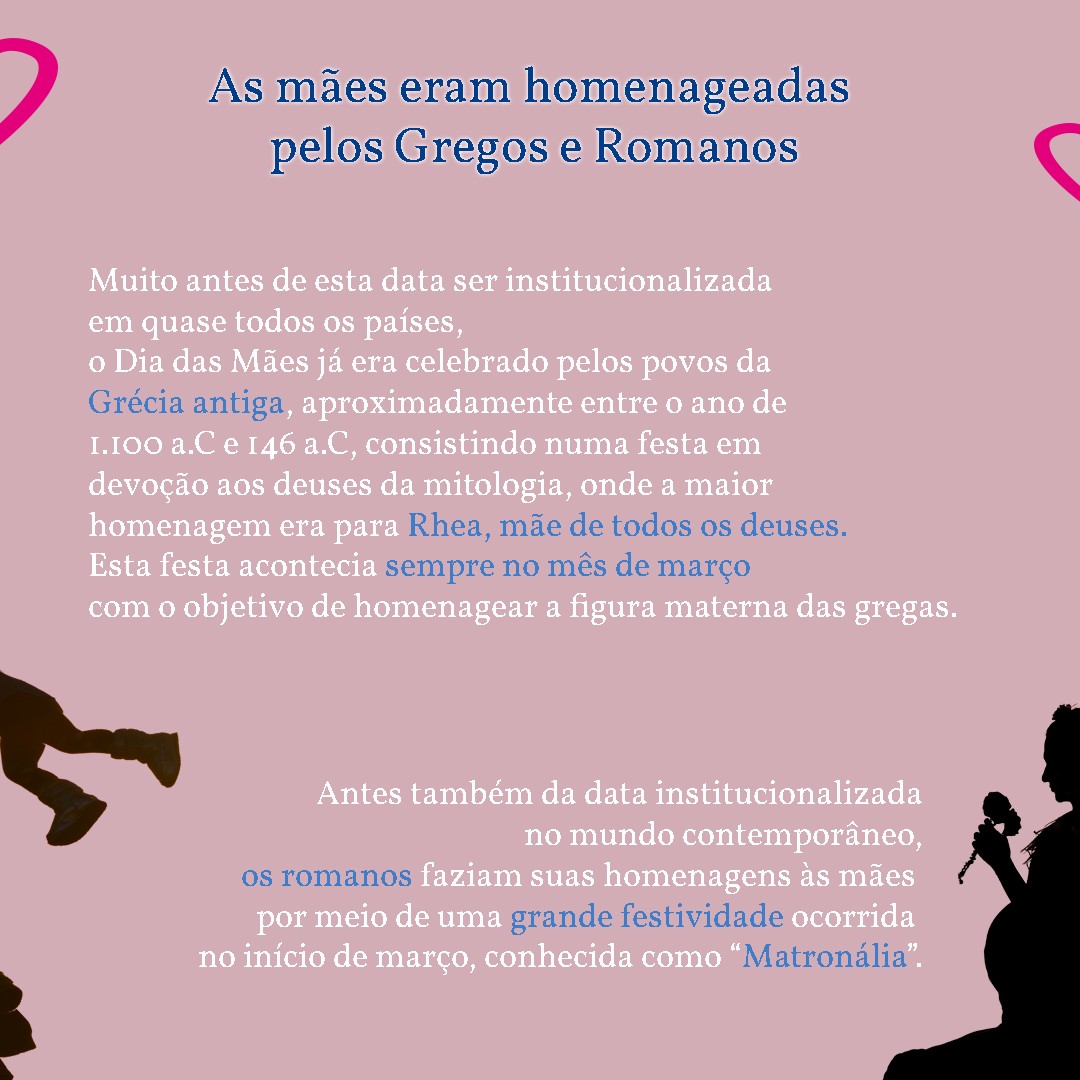 As mães eram homenageadas
pelos Gregos e Romanos
Muito antes de esta data ser institucionalizada
em quase todos os países,
o Dia das Mães já era celebrado pelos povos da
Grécia antiga, aproximadamente entre o ano de
1.100 a.C e 146 a.C, consistindo numa festa em
devoção aos deuses da mitologia, onde a maior
homenagem era para Rhea, mãe de todos os deuses.
Esta festa acontecia sempre no mês de março
com o objetivo de homenagear a figura materna das gregas.
Antes também da data institucionalizada
no mundo contemporâneo,
os romanos faziam suas homenagens às mães
por meio de uma grande festividade ocorrida
no início de março, conhecida como “Matronália”.